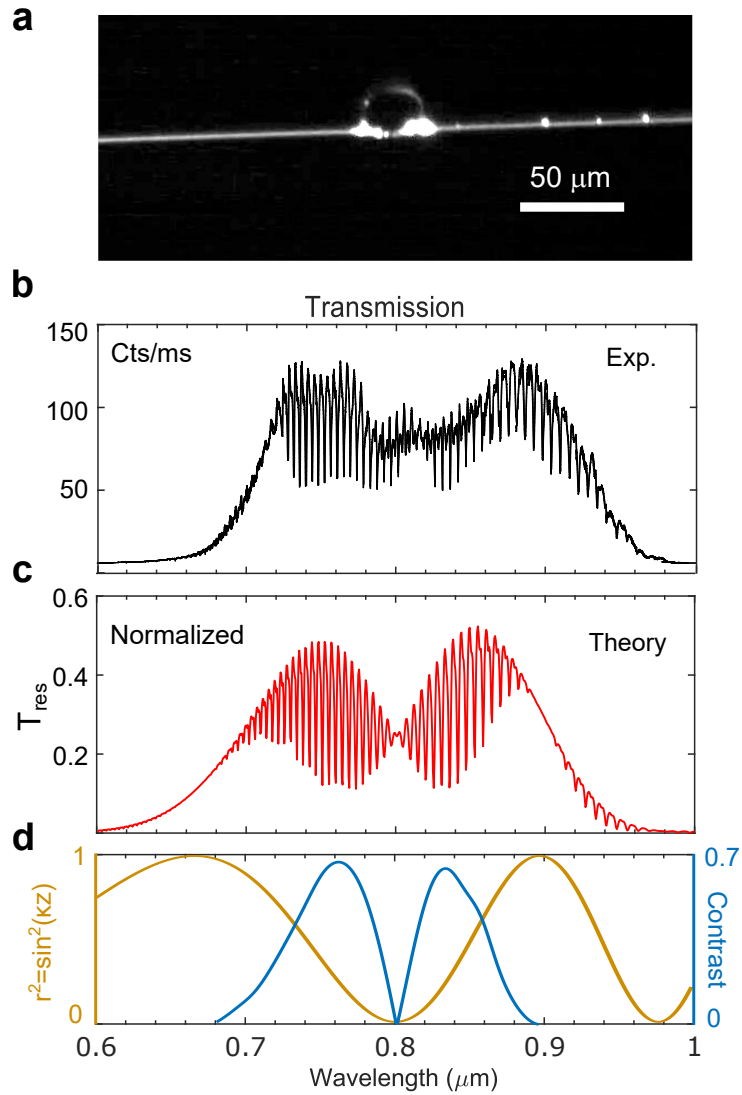 a
50 μm
b
Transmission
150
100
50
Cts/ms
Exp.
c
0.6
0.4
0.2
T_res
Normalized
Theory
d
1
0
r²=sin²(κz)
0.7
0
Contrast
0.6 0.7 0.8 0.9 1
Wavelength (μm)